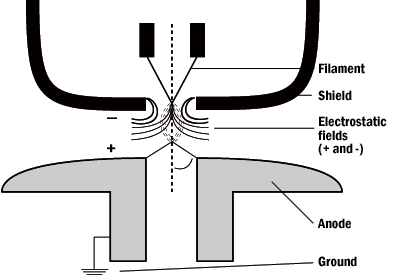 Filament
Shield
Electrostatic
fields
(+ and -)
−
+
Anode
Ground